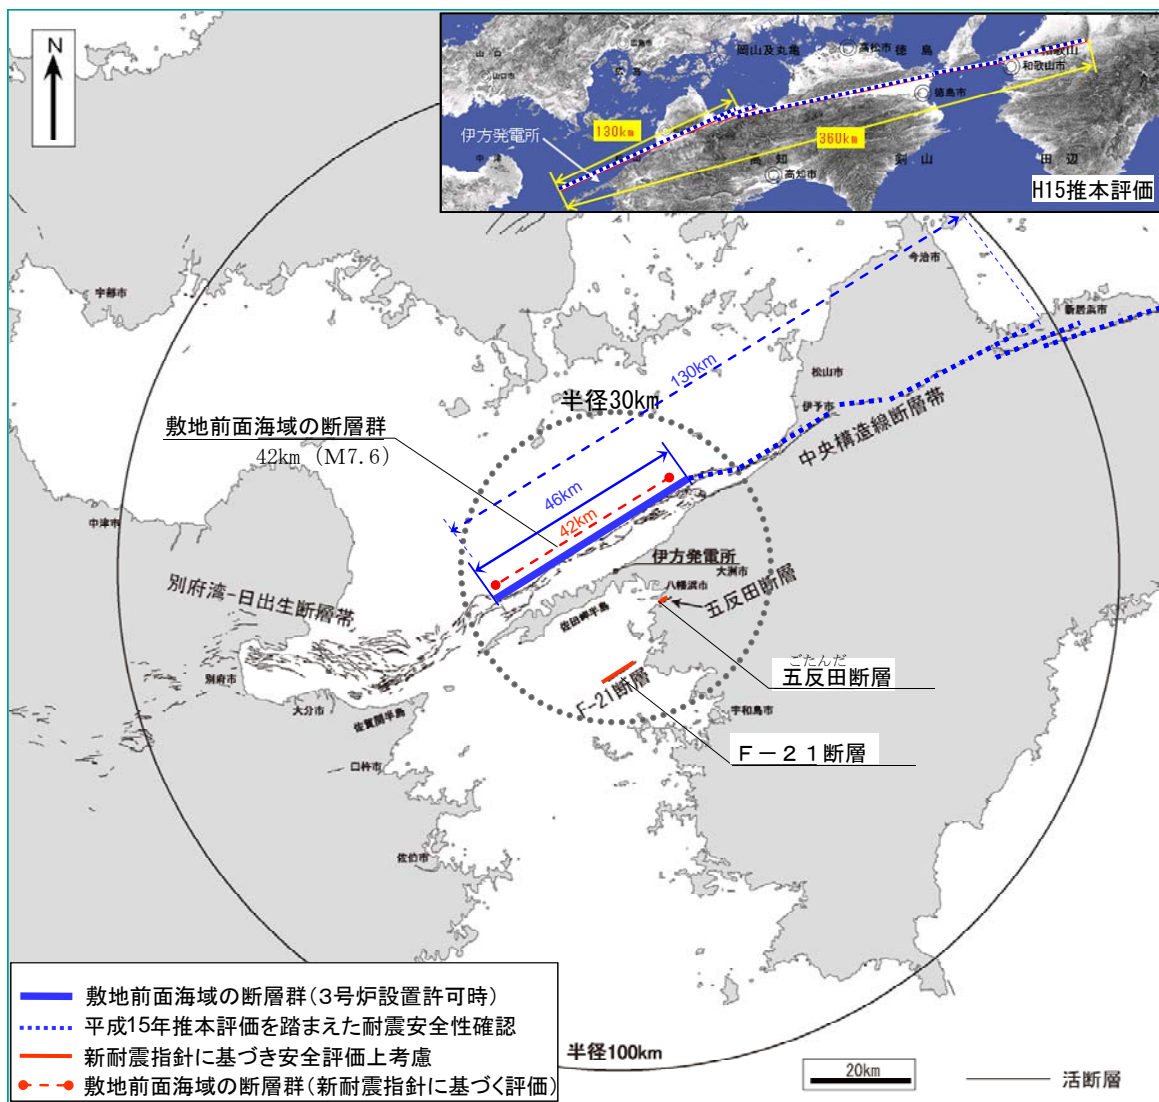 N
山 口
山口市
広島市
広 島
岡山及丸亀
高松市
徳 島
和歌山
和歌山市
徳島市
伊方発電所
130km
360km
中 ・ 津
高 知
高知市
剣 山
田 辺
H15推本評価
今治市
宇部市
新居浜市
130km
松山市
半径30km
伊予市
敷地前面海域の断層群
42km (M7.6)
中央構造線断層帯
46km
42km
中津市
伊方発電所
大洲市
八幡浜市
別府湾-日出生断層帯
五反田断層
佐田岬半島
ごたんだ
五反田断層
別府市
F-21断層
大分市
佐賀関半島
宇和島市
F－21断層
臼杵市
佐伯市
敷地前面海域の断層群(3号炉設置許可時)
平成15年推本評価を踏まえた耐震安全性確認
新耐震指針に基づき安全評価上考慮
敷地前面海域の断層群(新耐震指針に基づく評価)
半径100km
20km
活断層